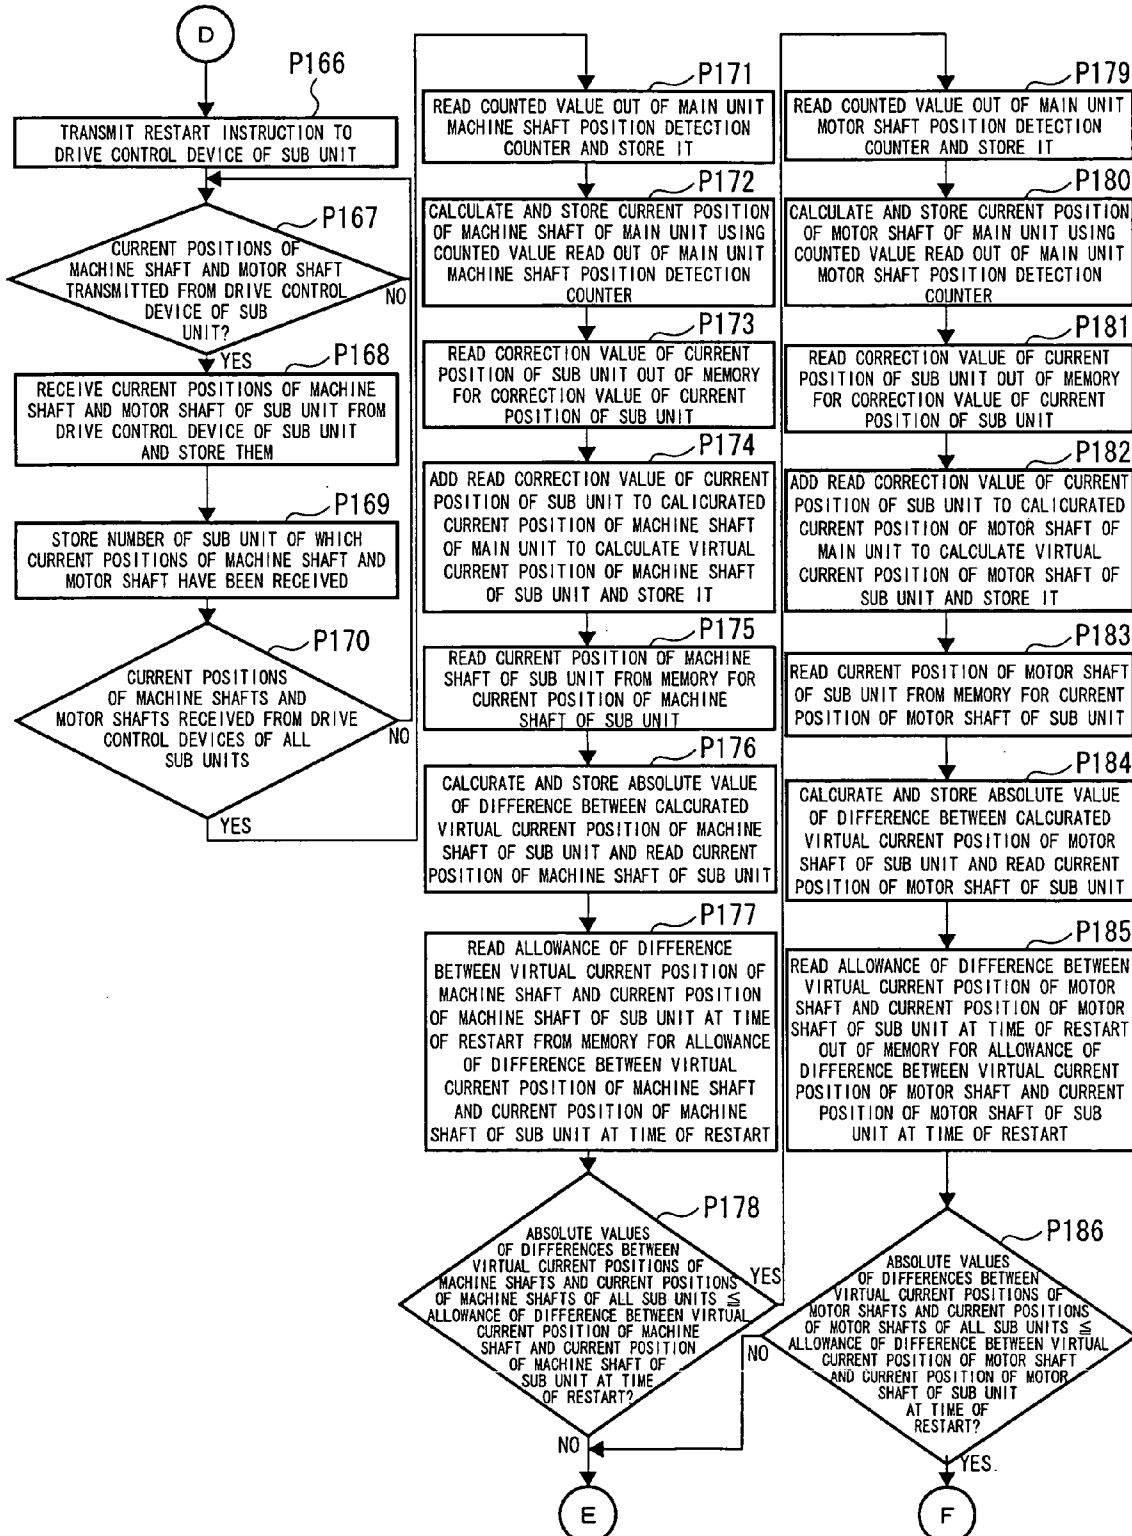 D
P166
TRANSMIT RESTART INSTRUCTION TO
DRIVE CONTROL DEVICE OF SUB UNIT
P167
CURRENT POSITIONS OF
MACHINE SHAFT AND MOTOR SHAFT
TRANSMITTED FROM DRIVE CONTROL
DEVICE OF SUB
UNIT?
NO
YES
P168
RECEIVE CURRENT POSITIONS OF MACHINE
SHAFT AND MOTOR SHAFT OF SUB UNIT FROM
DRIVE CONTROL DEVICE OF SUB UNIT
AND STORE THEM
P169
STORE NUMBER OF SUB UNIT OF WHICH
CURRENT POSITIONS OF MACHINE SHAFT AND
MOTOR SHAFT HAVE BEEN RECEIVED
P170
CURRENT POSITIONS
OF MACHINE SHAFTS AND
MOTOR SHAFTS RECEIVED FROM DRIVE
CONTROL DEVICES OF ALL
SUB UNITS
NO
YES
P171
READ COUNTED VALUE OUT OF MAIN UNIT
MACHINE SHAFT POSITION DETECTION
COUNTER AND STORE IT
P172
CALCULATE AND STORE CURRENT POSITION
OF MACHINE SHAFT OF MAIN UNIT USING
COUNTED VALUE READ OUT OF MAIN UNIT
MACHINE SHAFT POSITION DETECTION
COUNTER
P173
READ CORRECTION VALUE OF CURRENT
POSITION OF SUB UNIT OUT OF MEMORY
FOR CORRECTION VALUE OF CURRENT
POSITION OF SUB UNIT
P174
ADD READ CORRECTION VALUE OF CURRENT
POSITION OF SUB UNIT TO CALICURATED
CURRENT POSITION OF MACHINE SHAFT
OF MAIN UNIT TO CALCULATE VIRTUAL
CURRENT POSITION OF MACHINE SHAFT
OF SUB UNIT AND STORE IT
P175
READ CURRENT POSITION OF MACHINE
SHAFT OF SUB UNIT FROM MEMORY FOR
CURRENT POSITION OF MACHINE
SHAFT OF SUB UNIT
P176
CALCURATE AND STORE ABSOLUTE VALUE
OF DIFFERENCE BETWEEN CALCURATED
VIRTUAL CURRENT POSITION OF MACHINE
SHAFT OF SUB UNIT AND READ CURRENT
POSITION OF MACHINE SHAFT OF SUB UNIT
P177
READ ALLOWANCE OF DIFFERENCE
BETWEEN VIRTUAL CURRENT POSITION OF
MACHINE SHAFT AND CURRENT POSITION
OF MACHINE SHAFT OF SUB UNIT AT TIME
OF RESTART FROM MEMORY FOR ALLOWANCE
OF DIFFERENCE BETWEEN VIRTUAL
CURRENT POSITION OF MACHINE SHAFT
AND CURRENT POSITION OF MACHINE
SHAFT OF SUB UNIT AT TIME OF RESTART
P178
ABSOLUTE VALUES
OF DIFFERENCES BETWEEN
VIRTUAL CURRENT POSITIONS OF
MACHINE SHAFTS AND CURRENT POSITIONS
OF MACHINE SHAFTS OF ALL SUB UNITS ≦
ALLOWANCE OF DIFFERENCE BETWEEN VIRTUAL
CURRENT POSITION OF MACHINE
SHAFT AND CURRENT POSITION
OF MACHINE SHAFT OF
SUB UNIT AT TIME
OF RESTART?
YES
NO
E
P179
READ COUNTED VALUE OUT OF MAIN UNIT
MOTOR SHAFT POSITION DETECTION
COUNTER AND STORE IT
P180
CALCULATE AND STORE CURRENT POSITION
OF MOTOR SHAFT OF MAIN UNIT USING
COUNTED VALUE READ OUT OF MAIN UNIT
MOTOR SHAFT POSITION DETECTION
COUNTER
P181
READ CORRECTION VALUE OF CURRENT
POSITION OF SUB UNIT OUT OF MEMORY
FOR CORRECTION VALUE OF CURRENT
POSITION OF SUB UNIT
P182
ADD READ CORRECTION VALUE OF CURRENT
POSITION OF SUB UNIT TO CALICURATED
CURRENT POSITION OF MOTOR SHAFT OF
MAIN UNIT TO CALCULATE VIRTUAL
CURRENT POSITION OF MOTOR SHAFT OF
SUB UNIT AND STORE IT
P183
READ CURRENT POSITION OF MOTOR SHAFT
OF SUB UNIT FROM MEMORY FOR CURRENT
POSITION OF MOTOR SHAFT OF SUB UNIT
P184
CALCURATE AND STORE ABSOLUTE VALUE
OF DIFFERENCE BETWEEN CALCURATED
VIRTUAL CURRENT POSITION OF MOTOR
SHAFT OF SUB UNIT AND READ CURRENT
POSITION OF MOTOR SHAFT OF SUB UNIT
P185
READ ALLOWANCE OF DIFFERENCE BETWEEN
VIRTUAL CURRENT POSITION OF MOTOR
SHAFT AND CURRENT POSITION OF MOTOR
SHAFT OF SUB UNIT AT TIME OF RESTART
OUT OF MEMORY FOR ALLOWANCE OF
DIFFERENCE BETWEEN VIRTUAL CURRENT
POSITION OF MOTOR SHAFT AND CURRENT
POSITION OF MOTOR SHAFT OF SUB
UNIT AT TIME OF RESTART
P186
ABSOLUTE VALUES
OF DIFFERENCES BETWEEN
VIRTUAL CURRENT POSITIONS OF
MOTOR SHAFTS AND CURRENT POSITIONS
OF MOTOR SHAFTS OF ALL SUB UNITS ≦
ALLOWANCE OF DIFFERENCE BETWEEN VIRTUAL
CURRENT POSITION OF MOTOR SHAFT
AND CURRENT POSITION OF MOTOR
SHAFT OF SUB UNIT
AT TIME OF
RESTART?
NO
YES.
F